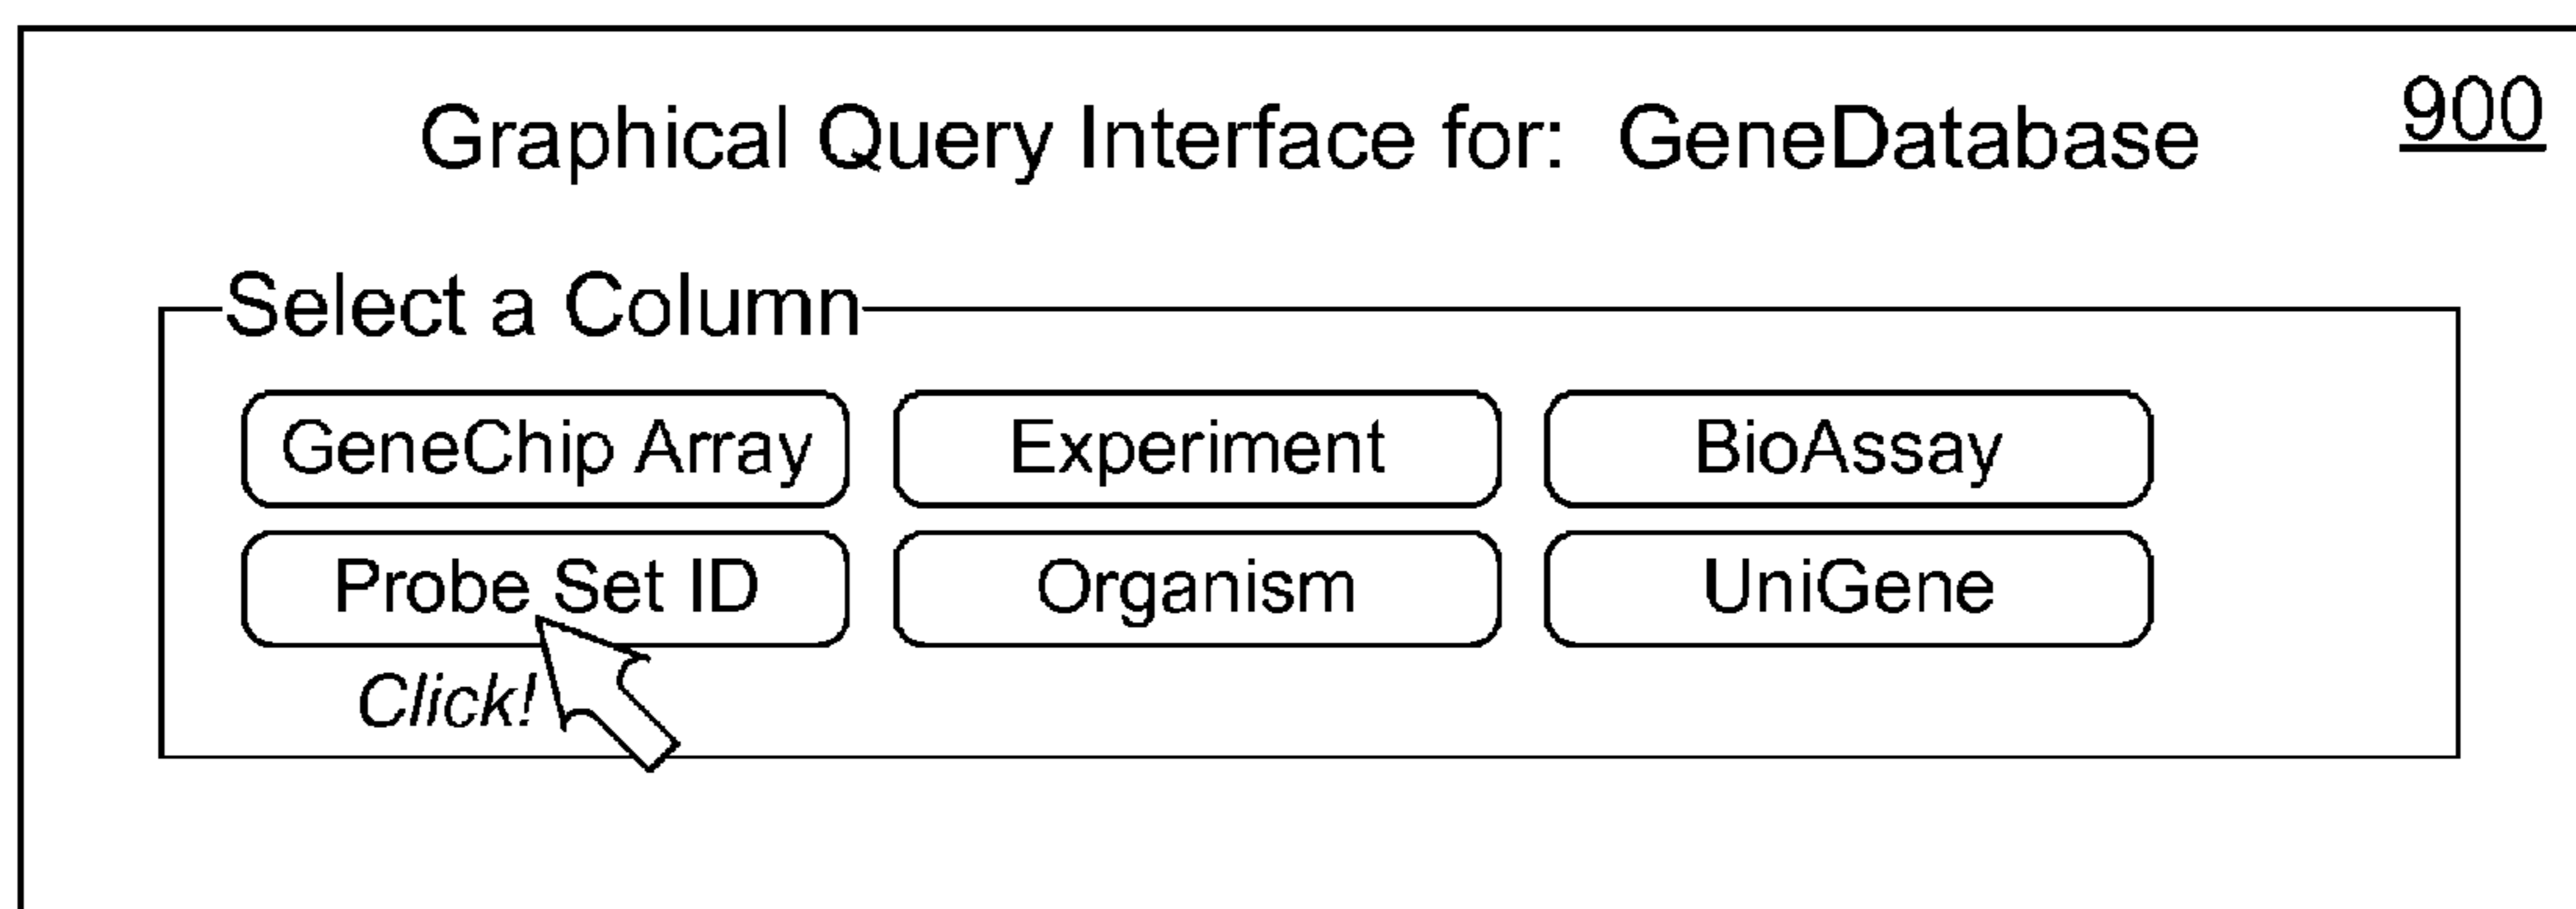 Graphical Query Interface for: GeneDatabase 900
Select a Column
GeneChip Array Experiment BioAssay
Probe Set ID Organism UniGene
Click!